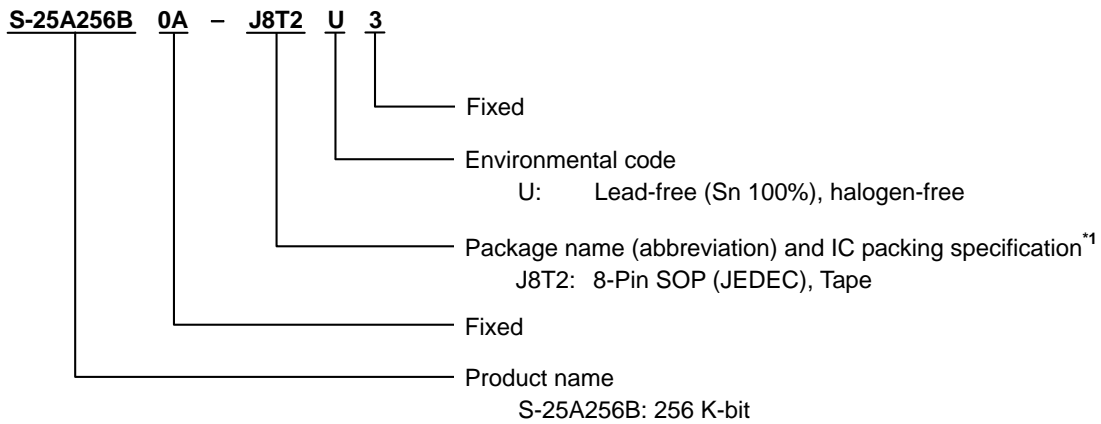 S-25A256B 0A – J8T2 U 3
Fixed
Environmental code
U: Lead-free (Sn 100%), halogen-free
Package name (abbreviation) and IC packing specification*1
J8T2: 8-Pin SOP (JEDEC), Tape
Fixed
Product name
S-25A256B: 256 K-bit